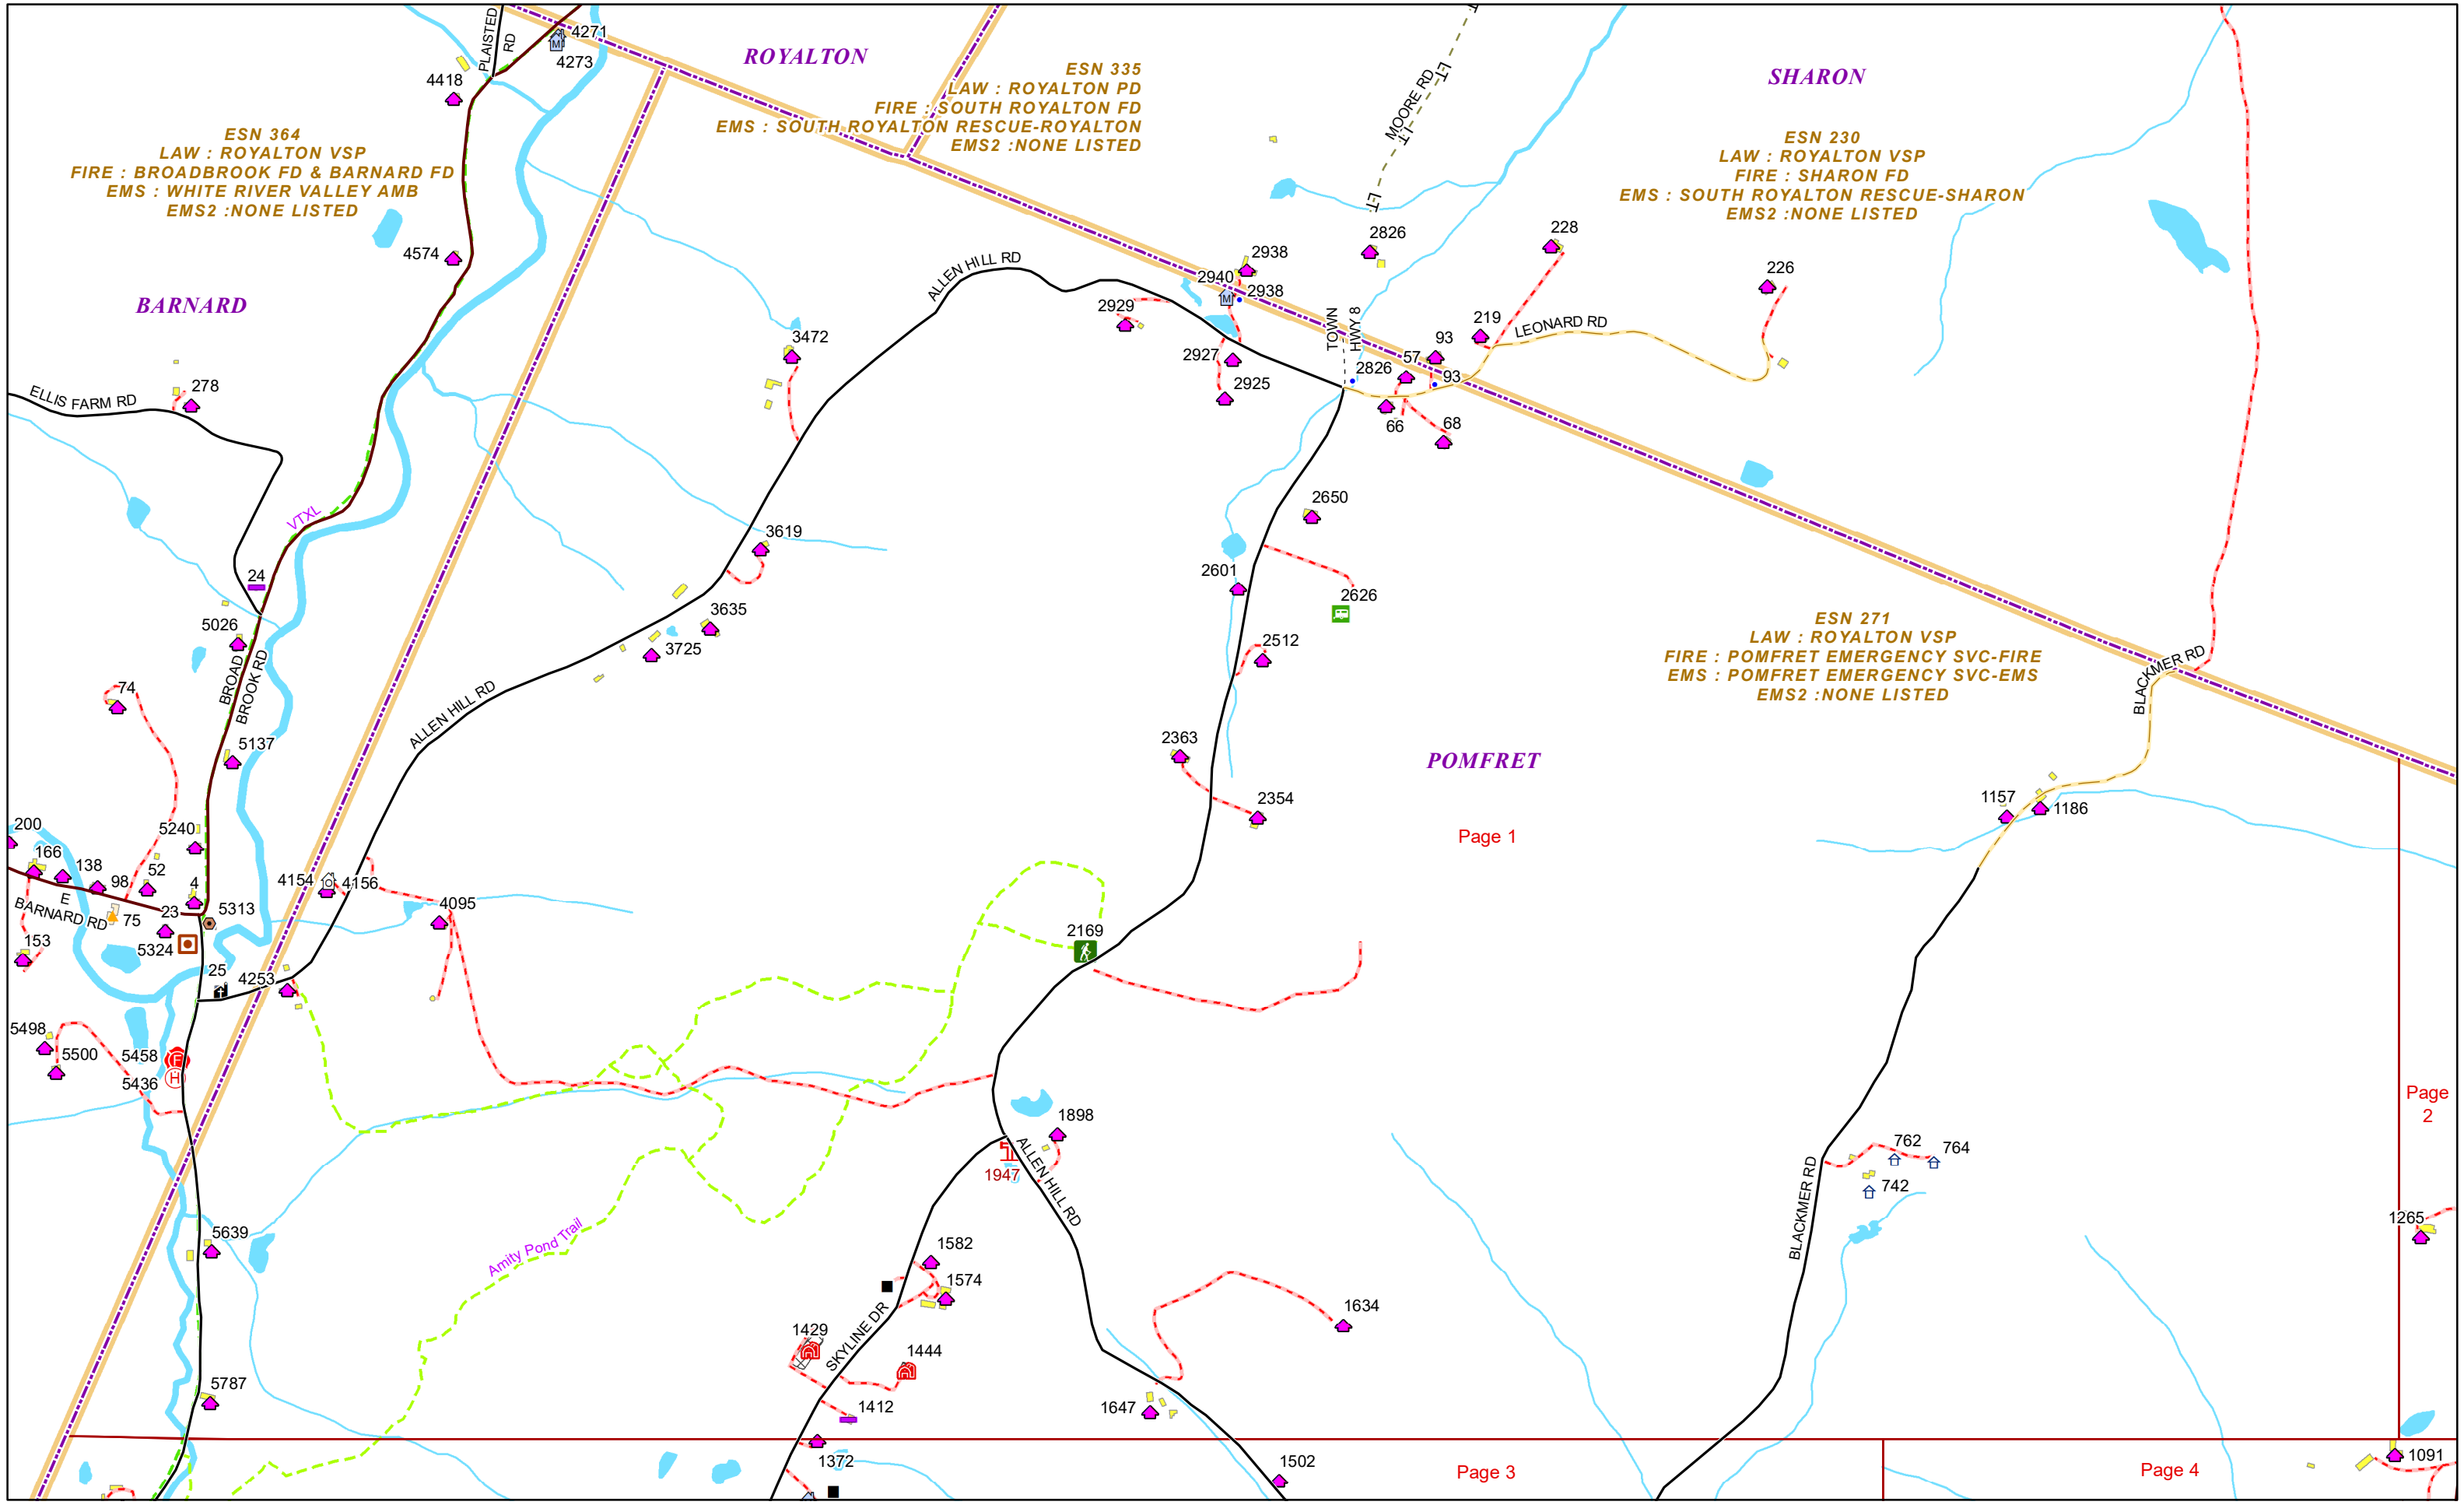 PLAISTED
RD
4271
4273
4418
ROYALTON
ESN 335
LAW : ROYALTON PD
FIRE : SOUTH ROYALTON FD
EMS : SOUTH ROYALTON RESCUE-ROYALTON
EMS2 :NONE LISTED
MOORE RD
LT
LT
LT
SHARON
ESN 230
LAW : ROYALTON VSP
FIRE : SHARON FD
EMS : SOUTH ROYALTON RESCUE-SHARON
EMS2 :NONE LISTED
ESN 364
LAW : ROYALTON VSP
FIRE : BROADBROOK FD & BARNARD FD
EMS : WHITE RIVER VALLEY AMB
EMS2 :NONE LISTED
4574
BARNARD
ALLEN HILL RD
2938
2940
M
2938
2826
228
226
2929
TOWN
HWY 8
219
LEONARD RD
93
57
3472
2927
2826
93
2925
278
ELLIS FARM RD
66
68
VTXL
2650
3619
24
2601
2626
5026
3635
3725
2512
ESN 271
LAW : ROYALTON VSP
FIRE : POMFRET EMERGENCY SVC-FIRE
EMS : POMFRET EMERGENCY SVC-EMS
EMS2 :NONE LISTED
BLACKMER RD
BROAD
BROOK RD
74
ALLEN HILL RD
5137
2363
POMFRET
2354
Page 1
1157
1186
200
5240
166
138
98
52
4
E
BARNARD RD
75
23
5313
4154
4156
4095
153
5324
2169
25
4253
5498
5500
5458
F
5436
H
1898
Page
2
1947
ALLEN HILL RD
762
764
742
BLACKMER RD
5639
Amity Pond Trail
1265
1582
1574
1634
1429
SKYLINE DR
1444
5787
1412
1647
1372
1502
Page 3
Page 4
1091
M